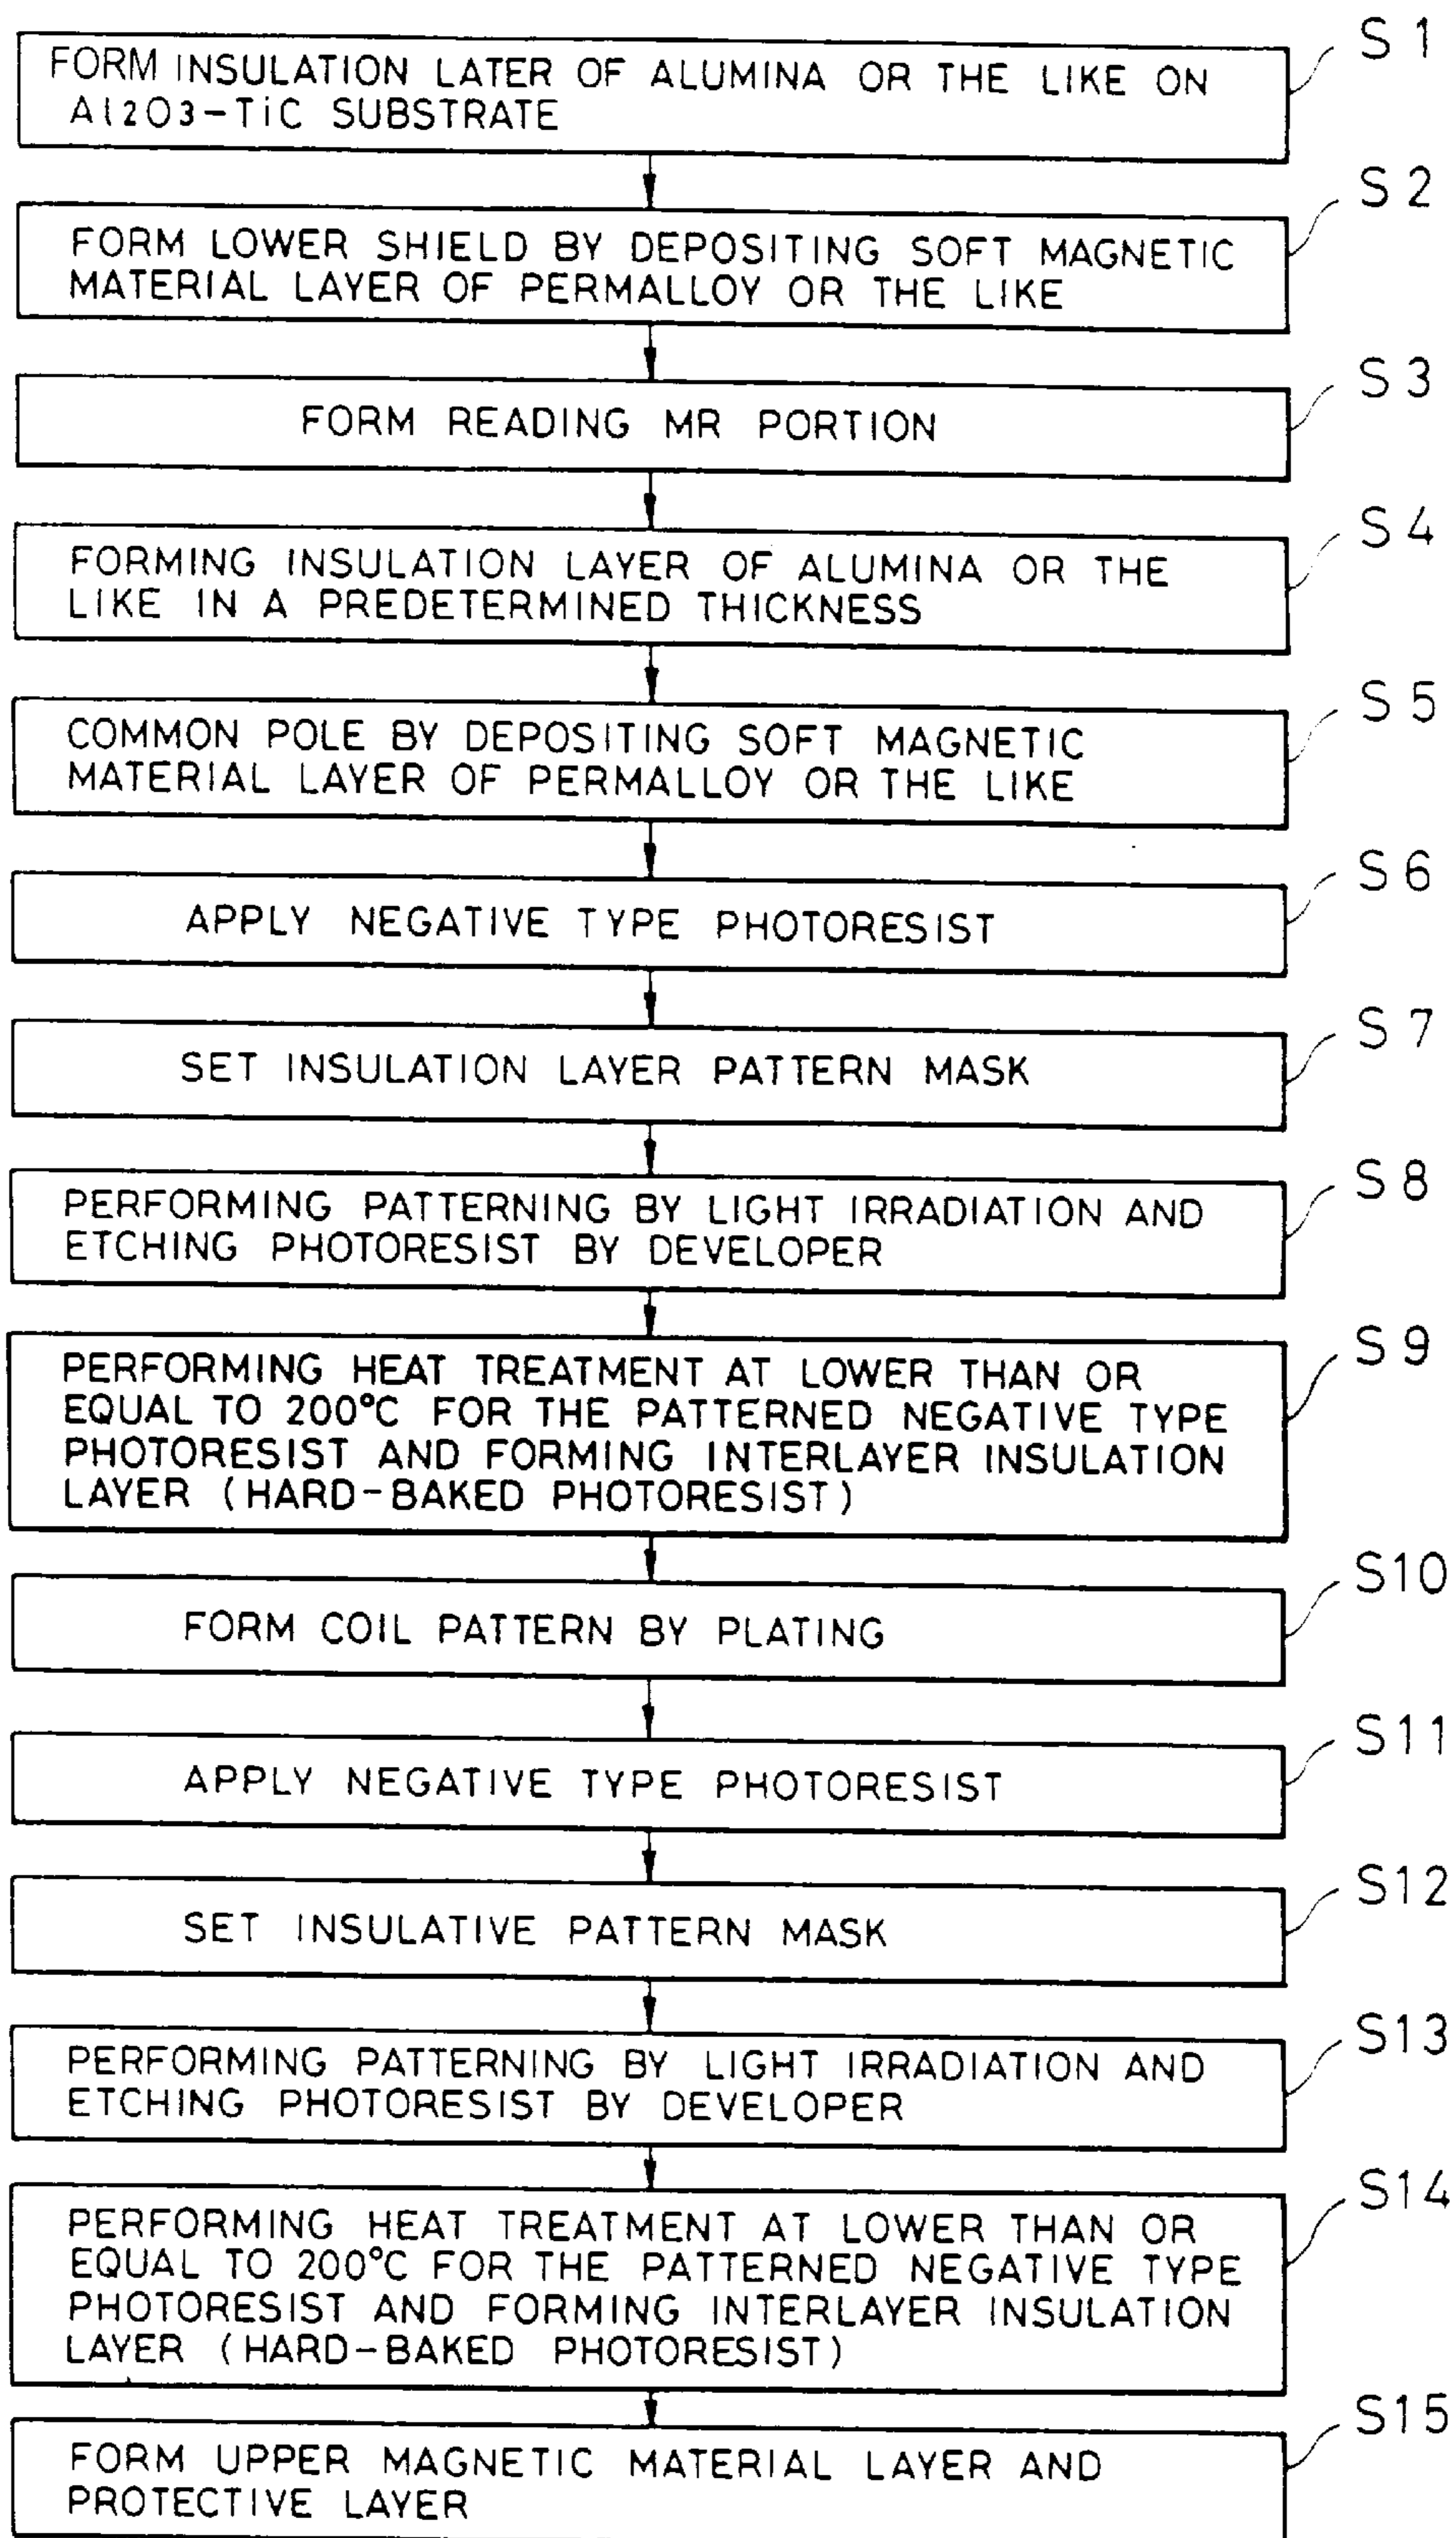 S1
FORM INSULATION LATER OF ALUMINA OR THE LIKE ON
Al2O3-TiC SUBSTRATE
S2
FORM LOWER SHIELD BY DEPOSITING SOFT MAGNETIC
MATERIAL LAYER OF PERMALLOY OR THE LIKE
S3
FORM READING MR PORTION
S4
FORMING INSULATION LAYER OF ALUMINA OR THE
LIKE IN A PREDETERMINED THICKNESS
S5
COMMON POLE BY DEPOSITING SOFT MAGNETIC
MATERIAL LAYER OF PERMALLOY OR THE LIKE
S6
APPLY NEGATIVE TYPE PHOTORESIST
S7
SET INSULATION LAYER PATTERN MASK
S8
PERFORMING PATTERNING BY LIGHT IRRADIATION AND
ETCHING PHOTORESIST BY DEVELOPER
S9
PERFORMING HEAT TREATMENT AT LOWER THAN OR
EQUAL TO 200°C FOR THE PATTERNED NEGATIVE TYPE
PHOTORESIST AND FORMING INTERLAYER INSULATION
LAYER (HARD-BAKED PHOTORESIST)
S10
FORM COIL PATTERN BY PLATING
S11
APPLY NEGATIVE TYPE PHOTORESIST
S12
SET INSULATIVE PATTERN MASK
S13
PERFORMING PATTERNING BY LIGHT IRRADIATION AND
ETCHING PHOTORESIST BY DEVELOPER
S14
PERFORMING HEAT TREATMENT AT LOWER THAN OR
EQUAL TO 200°C FOR THE PATTERNED NEGATIVE TYPE
PHOTORESIST AND FORMING INTERLAYER INSULATION
LAYER (HARD-BAKED PHOTORESIST)
S15
FORM UPPER MAGNETIC MATERIAL LAYER AND
PROTECTIVE LAYER